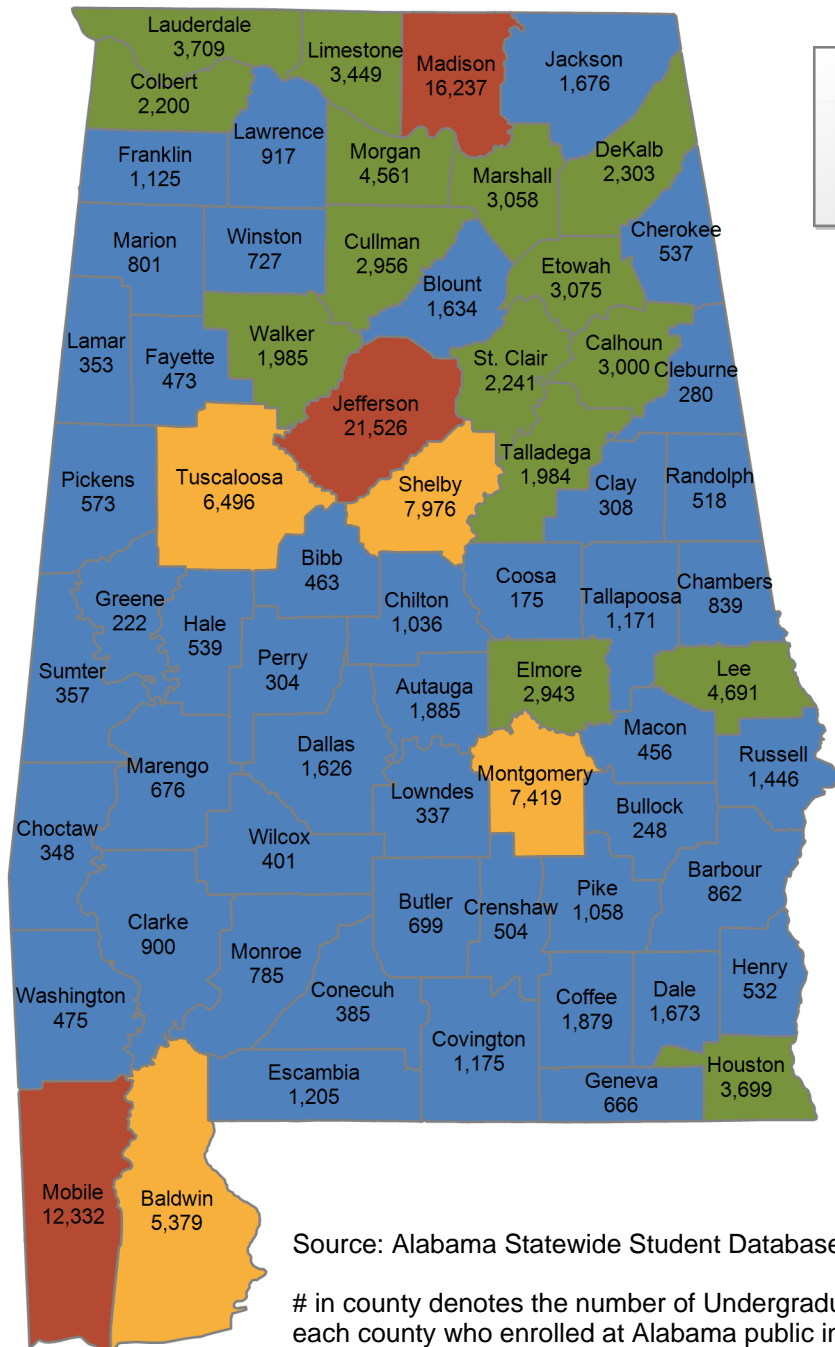 Lauderdale
3,709
Limestone
3,449
Madison
16,237
Jackson
1,676
Colbert
2,200
Lawrence
917
Franklin
1,125
Morgan
4,561
Marshall
3,058
DeKalb
2,303
Marion
801
Winston
727
Cullman
2,956
Blount
1,634
Etowah
3,075
Cherokee
537
Lamar
353
Fayette
473
Walker
1,985
St. Clair
2,241
Calhoun
3,000
Cleburne
280
Jefferson
21,526
Pickens
573
Tuscaloosa
6,496
Shelby
7,976
Talladega
1,984
Clay
308
Randolph
518
Bibb
463
Greene
222
Hale
539
Chilton
1,036
Coosa
175
Tallapoosa
1,171
Chambers
839
Sumter
357
Perry
304
Autauga
1,885
Elmore
2,943
Lee
4,691
Marengo
676
Dallas
1,626
Lowndes
337
Montgomery
7,419
Macon
456
Russell
1,446
Choctaw
348
Wilcox
401
Bullock
248
Barbour
862
Clarke
900
Monroe
785
Butler
699
Crenshaw
504
Pike
1,058
Henry
532
Washington
475
Conecuh
385
Covington
1,175
Coffee
1,879
Dale
1,673
Escambia
1,205
Geneva
666
Houston
3,699
Mobile
12,332
Baldwin
5,379
Source: Alabama Statewide Student Database
# in county denotes the number of
each county who enrolled at Alabama public